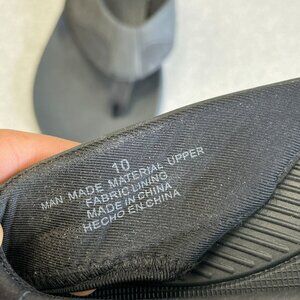 10
MAN MADE MATERIAL UPPER
FABRIC LINING
MADE IN CHINA
HECHO EN CHINA